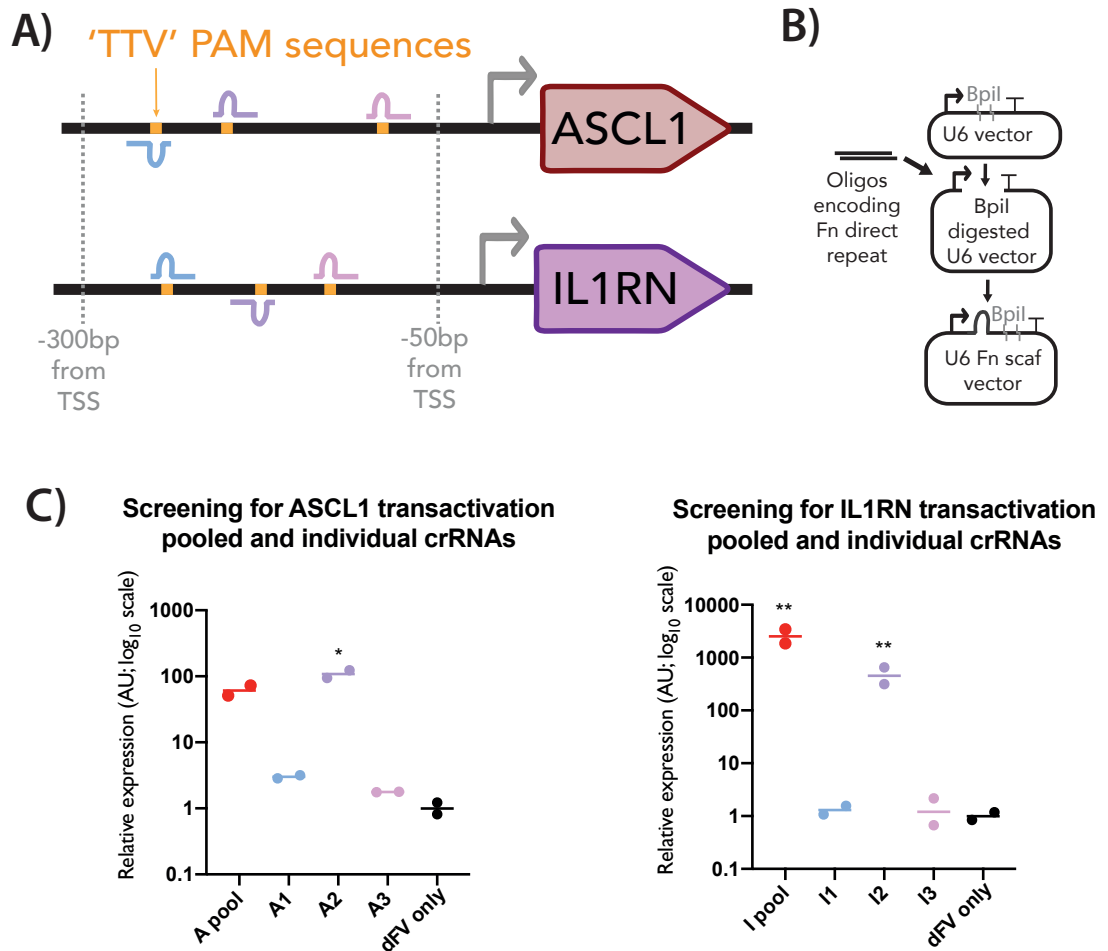 A)
'TTV' PAM sequences
ASCL1
IL1RN
-300bp
from
TSS
-50bp
from
TSS
B)
BpiI
U6 vector
Oligos
encoding
Fn direct
repeat
BpiI
digested
U6 vector
BpiI
U6 Fn scaf
vector
C)
Screening for ASCL1 transactivation
pooled and individual crRNAs
Relative expression (AU; log10 scale)
1000
100
10
1
0.1
*
A pool
A1
A2
A3
dFV only
Screening for IL1RN transactivation
pooled and individual crRNAs
Relative expression (AU; log10 scale)
10000
1000
100
10
1
0.1
**
**
I pool
I1
I2
I3
dFV only